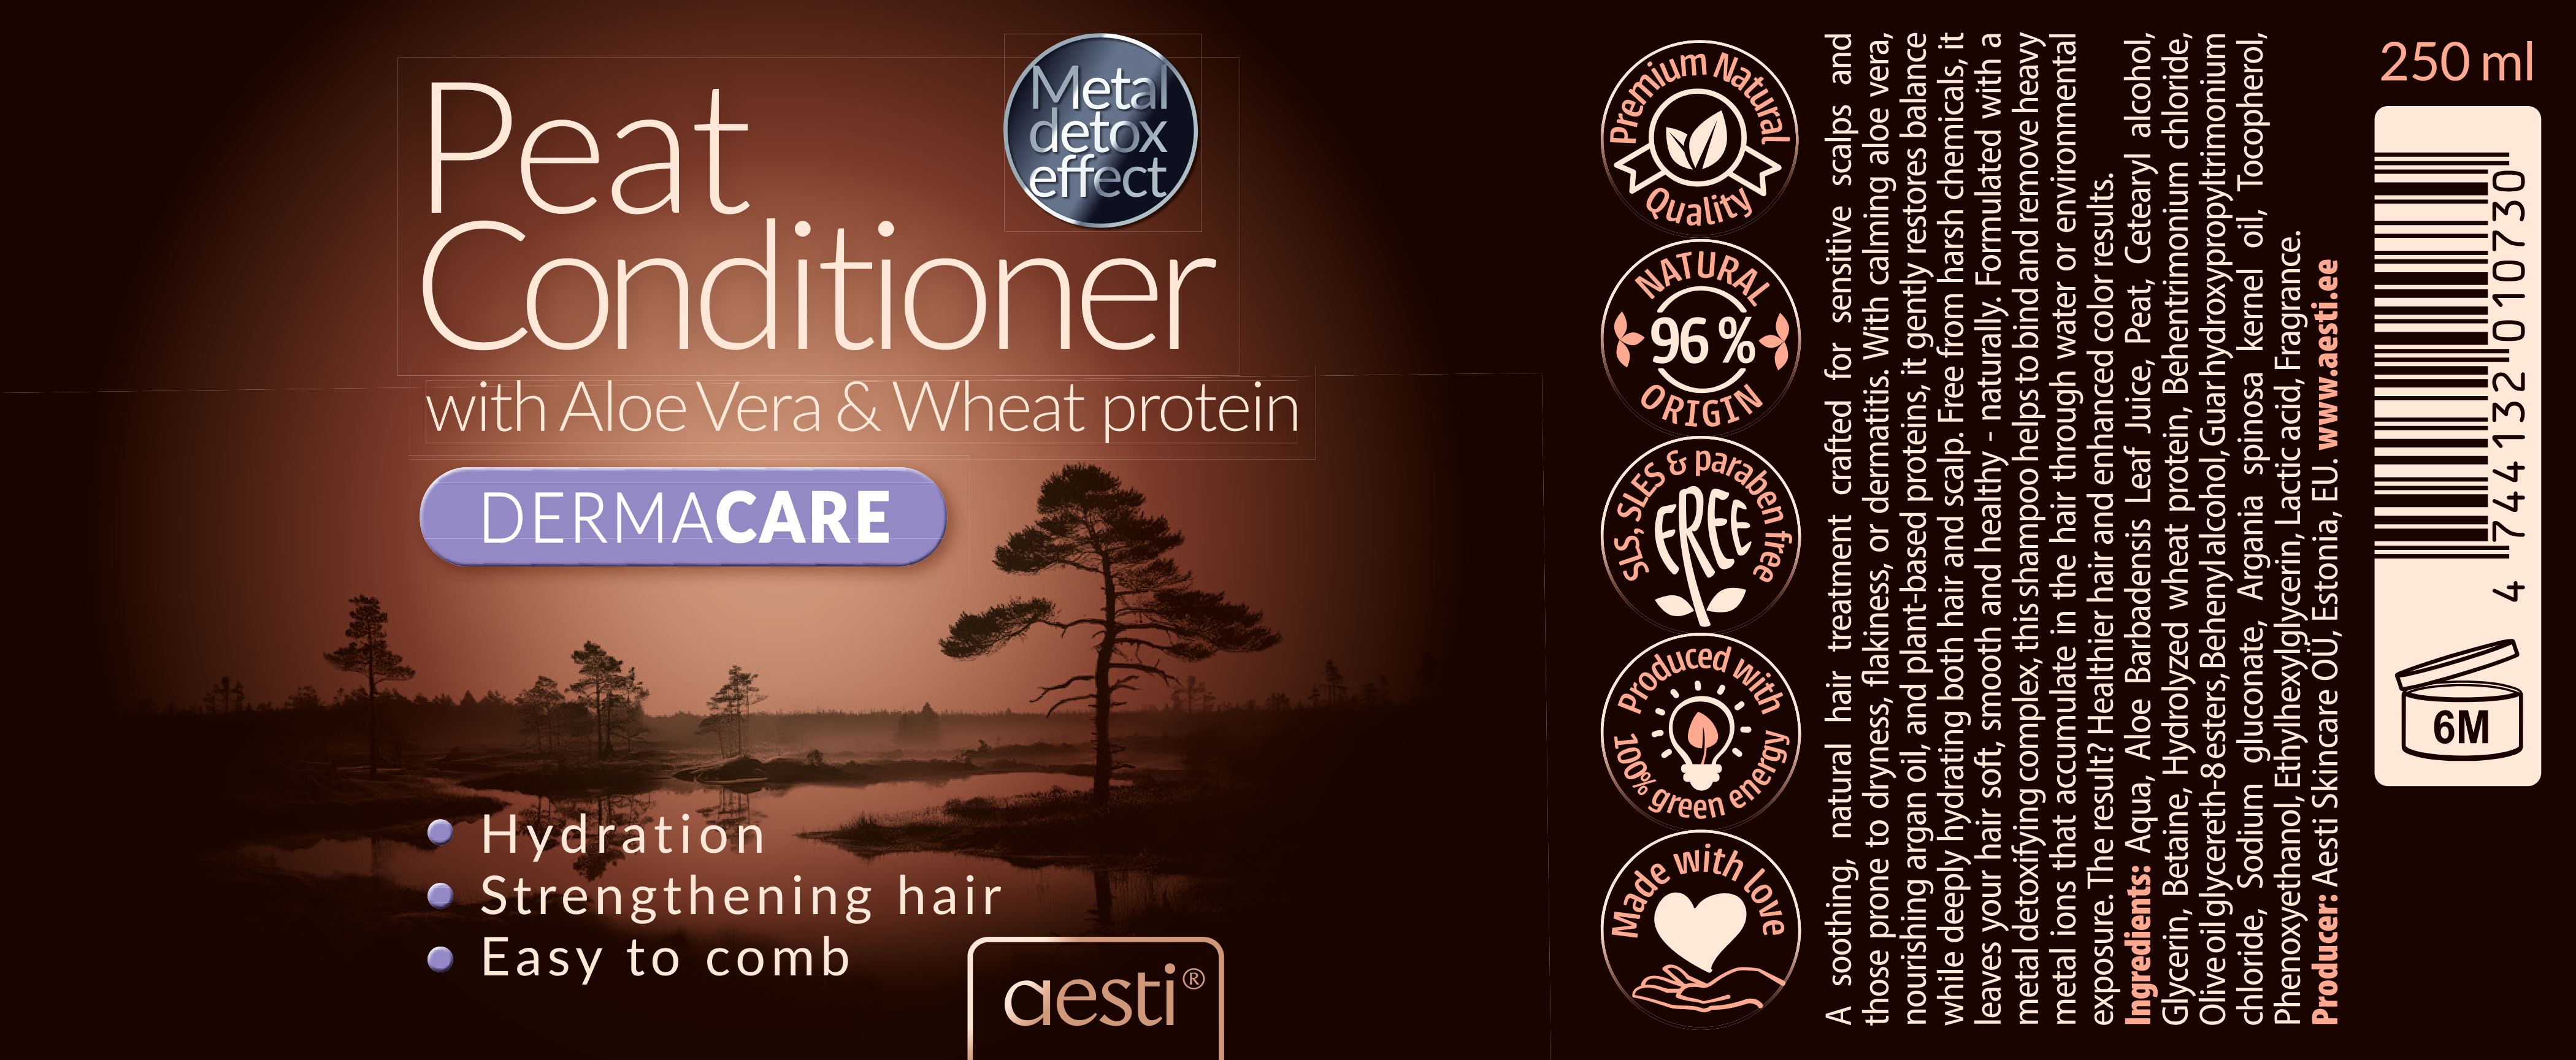 Peat
Conditioner
with Aloe Vera & Wheat protein
Metal
detox
effect
DERMACARE
Hydration
Strengthening hair
Easy to comb
aesti®
Premium Natural
Quality
NATURAL
96 %
ORIGIN
SLS, SLES & paraben free
FREE
Produced with
100% green energy
Made with love
A soothing, natural hair treatment crafted for sensitive scalps and
those prone to dryness, flakiness, or dermatitis. With calming aloe vera,
nourishing argan oil, and plant-based proteins, it gently restores balance
while deeply hydrating both hair and scalp. Free from harsh chemicals, it
leaves your hair soft, smooth and healthy - naturally. Formulated with a
metal detoxifying complex, this shampoo helps to bind and remove heavy
metal ions that accumulate in the hair through water or environmental
exposure. The result? Healthier hair and enhanced color results.
Ingredients: Aqua, Aloe Barbadensis Leaf Juice, Peat, Cetearyl alcohol,
Glycerin, Betaine, Hydrolyzed wheat protein, Behentrimonium chloride,
Olive oil glycereth-8 esters, Behenyl alcohol, Guar hydroxypropyltrimonium
chloride, Sodium gluconate, Argania spinosa kernel oil, Tocopherol,
Phenoxyethanol, Ethylhexylglycerin, Lactic acid, Fragrance.
Producer: Aesti Skincare OÜ, Estonia, EU. www.aesti.ee
250 ml
4 744132 010730
6M